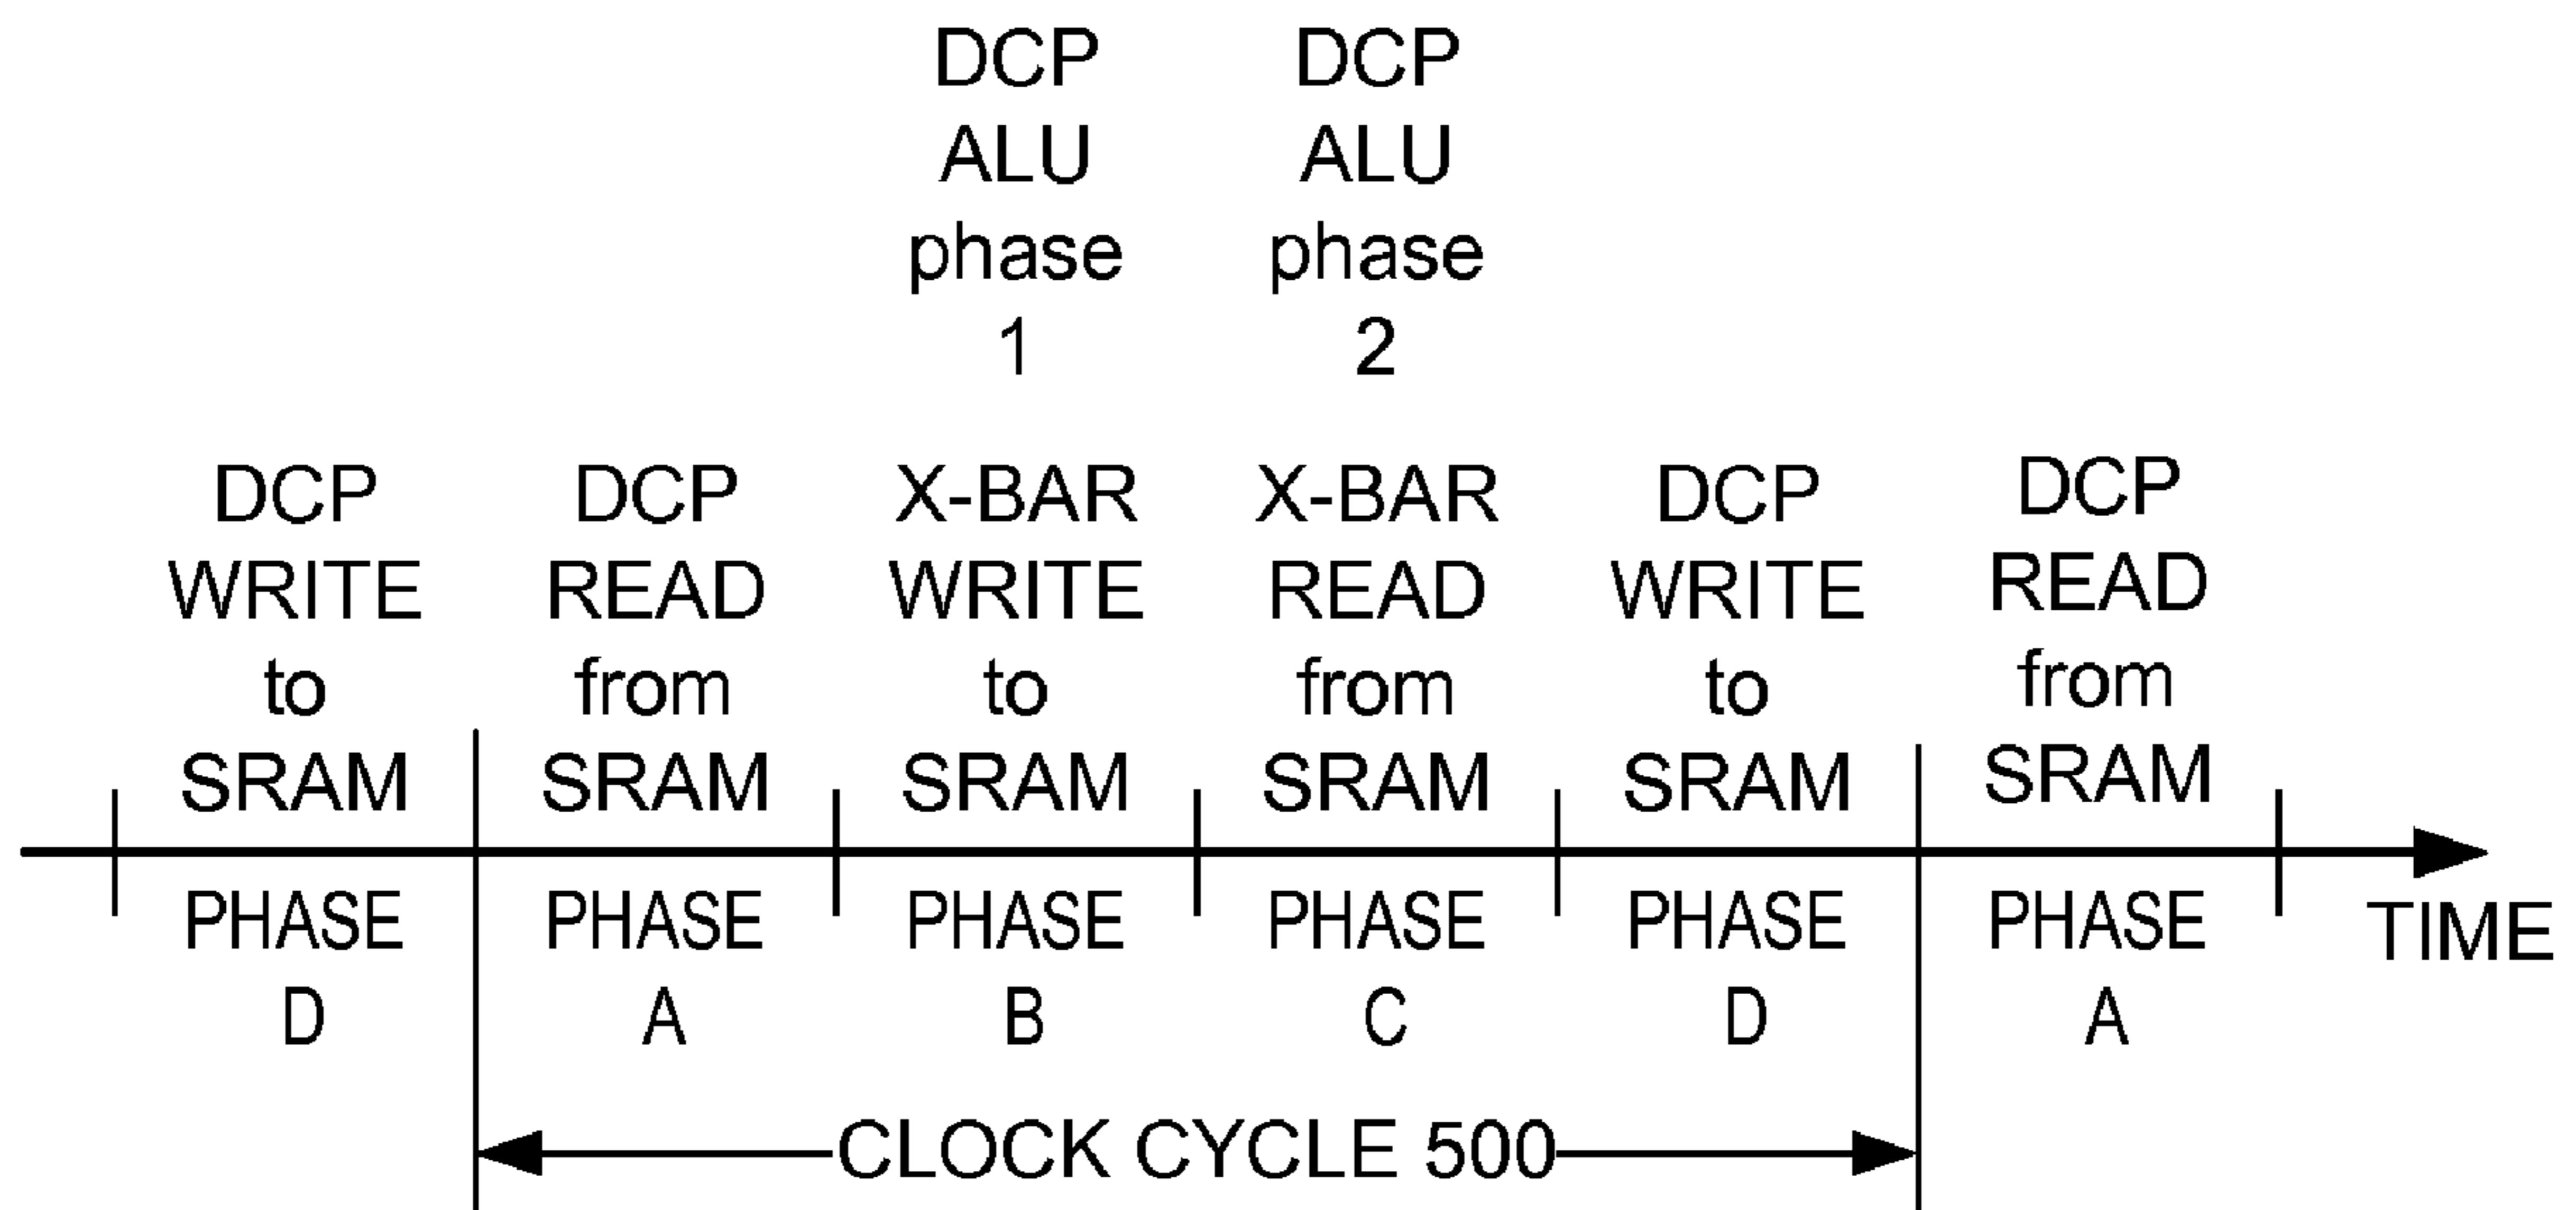 DCP
ALU
phase
1
DCP
ALU
phase
2
DCP
WRITE
to
SRAM
DCP
READ
from
SRAM
X-BAR
WRITE
to
SRAM
X-BAR
READ
from
SRAM
DCP
WRITE
to
SRAM
DCP
READ
from
SRAM
PHASE
D
PHASE
A
PHASE
B
PHASE
C
PHASE
D
PHASE
A
TIME
CLOCK CYCLE 500